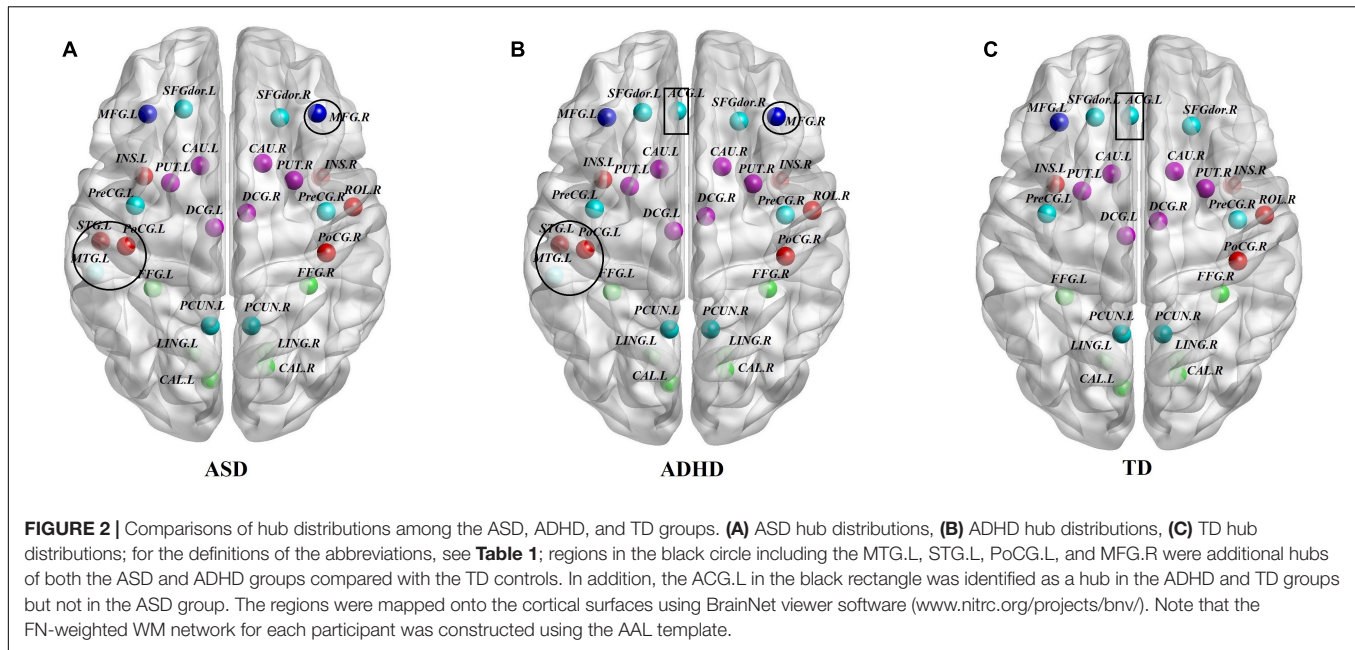 A
B
C
SFGdor.L
SFGdor.R
MFG.L
MFG.R
CAU.L
CAU.R
INS.L
PUT.L
PUT.R
INS.R
PreCG.L
PreCG.R
ROL.R
DCG.L
DCG.R
STG.L
PoCG.L
PoCG.R
MTG.L
FFG.L
FFG.R
PCUN.L
PCUN.R
LING.L
LING.R
CAL.L
CAL.R
ASD
SFGdor.L
ACG.L
SFGdor.R
MFG.L
MFG.R
CAU.L
CAU.R
INS.L
PUT.L
PUT.R
INS.R
PreCG.L
PreCG.R
ROL.R
DCG.L
DCG.R
STG.L
PoCG.L
PoCG.R
MTG.L
FFG.L
FFG.R
PCUN.L
PCUN.R
LING.L
LING.R
CAL.L
CAL.R
ADHD
SFGdor.L
ACG.L
SFGdor.R
MFG.L
CAU.L
CAU.R
INS.L
PUT.L
PUT.R
INS.R
PreCG.L
PreCG.R
ROL.R
DCG.L
DCG.R
PoCG.R
FFG.L
FFG.R
PCUN.L
PCUN.R
LING.L
LING.R
CAL.L
CAL.R
TD
FIGURE 2 | Comparisons of hub distributions among the ASD, ADHD, and TD groups. (A) ASD hub distributions, (B) ADHD hub distributions, (C) TD hub
distributions; for the definitions of the abbreviations, see Table 1; regions in the black circle including the MTG.L, STG.L, PoCG.L, and MFG.R were additional hubs
of both the ASD and ADHD groups compared with the TD controls. In addition, the ACG.L in the black rectangle was identified as a hub in the ADHD and TD groups
but not in the ASD group. The regions were mapped onto the cortical surfaces using BrainNet viewer software (www.nitrc.org/projects/bnv/). Note that the
FN-weighted WM network for each participant was constructed using the AAL template.